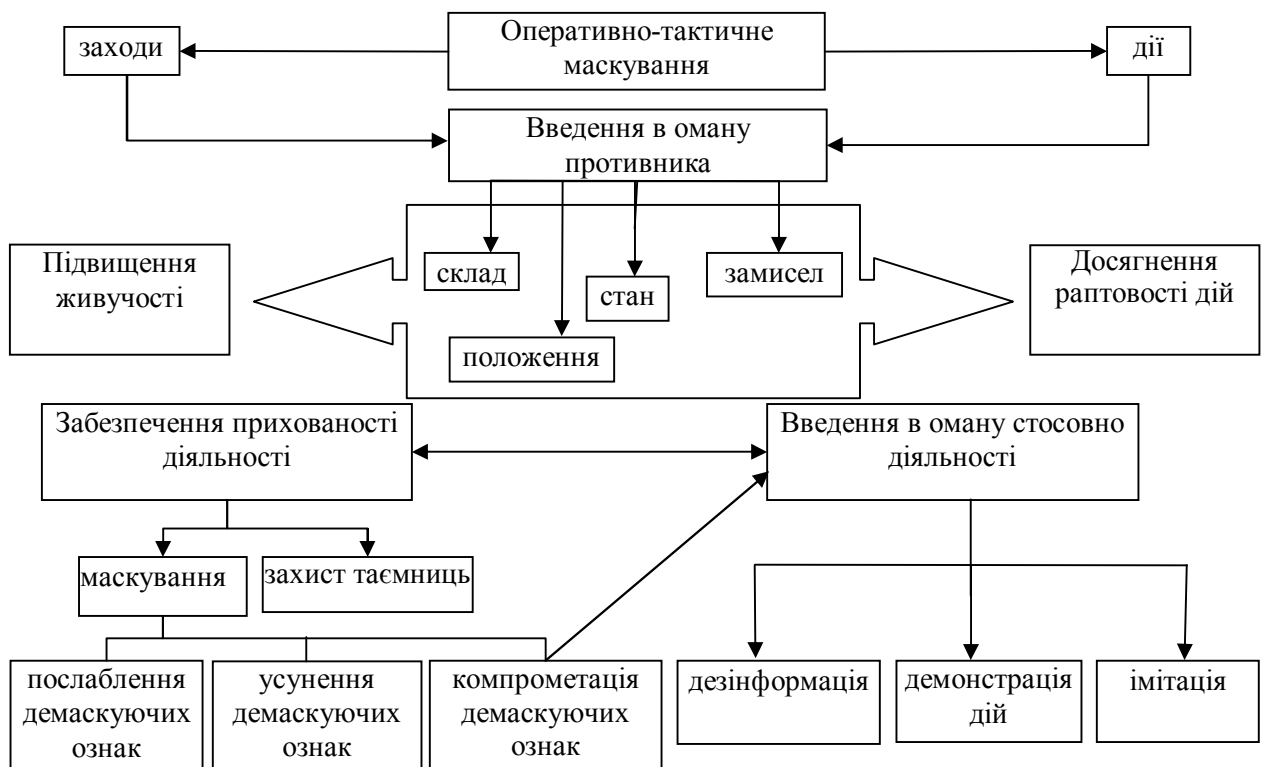 заходи
Оперативно-тактичне
маскування
дії
Введення в оману
противника
Підвищення
живучості
склад
стан
замисел
положення
Досягнення
раптовості дій
Забезпечення прихованості
діяльності
Введення в оману стосовно
діяльності
маскування
захист таємниць
послаблення
демаскуючих
ознак
усунення
демаскуючих
ознак
компрометація
демаскуючих
ознак
дезінформація
демонстрація
дій
імітація